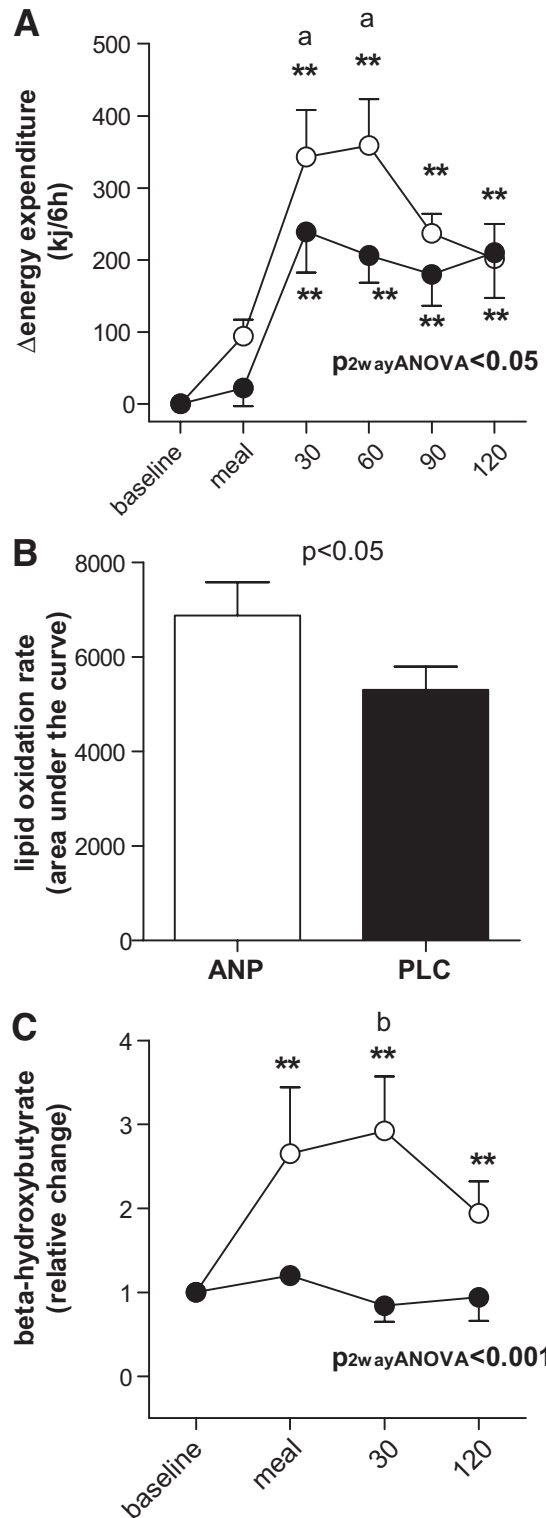 A
a a
** **
500
400
300
200
100
0
Δenergy expenditure
(kj/6h)
** **
** ** ** **
p2wayANOVA<0.05
baseline meal 30 60 90 120
B
p<0.05
8000
6000
4000
2000
0
lipid oxidation rate
(area under the curve)
ANP PLC
C
b
** ** **
4
3
2
1
0
beta-hydroxybutyrate
(relative change)
p2wayANOVA<0.001
baseline meal 30 120